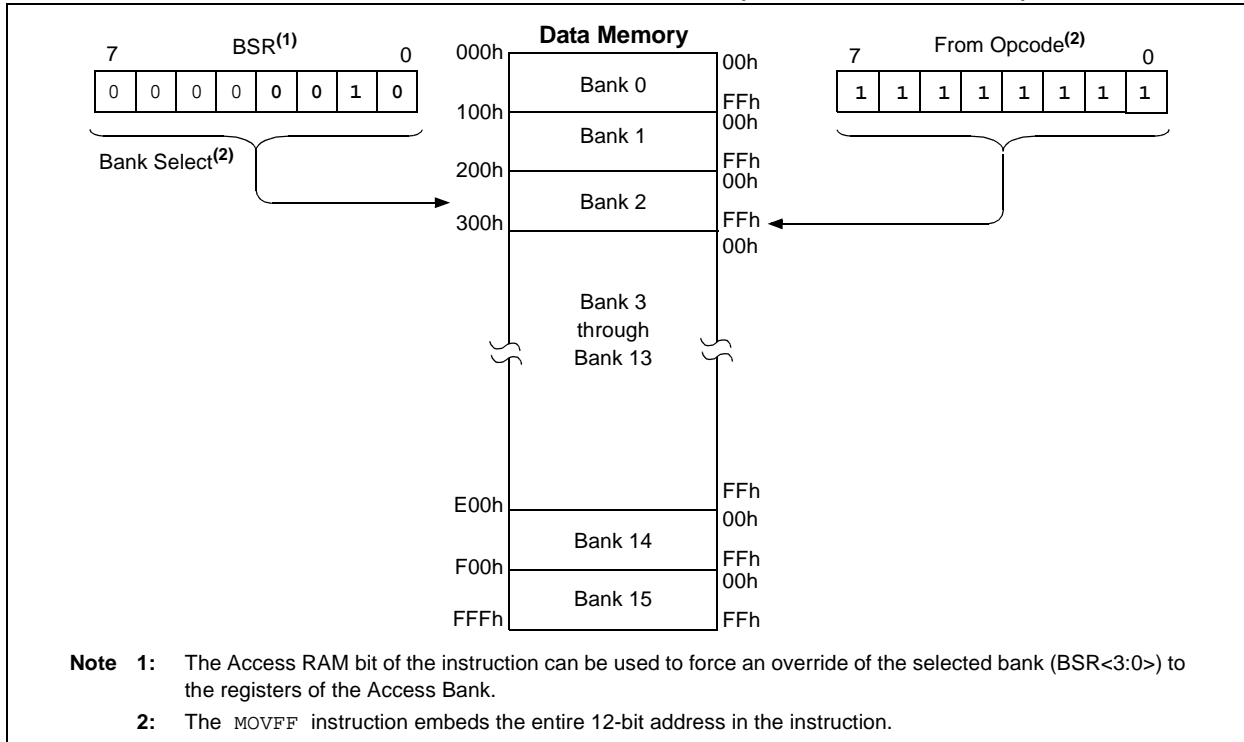 Data Memory
BSR(1)
7 0
0 0 0 0 0 0 1 0
Bank Select(2)
From Opcode(2)
7 0
1 1 1 1 1 1 1 1
000h
00h
Bank 0
FFh
100h
00h
Bank 1
FFh
200h
00h
Bank 2
FFh
300h
00h
Bank 3
through
Bank 13
FFh
E00h
00h
Bank 14
FFh
F00h
00h
Bank 15
FFFh
FFh
Note 1: The Access RAM bit of the instruction can be used to force an override of the selected bank (BSR<3:0>) to
the registers of the Access Bank.
2: The MOVFF instruction embeds the entire 12-bit address in the instruction.